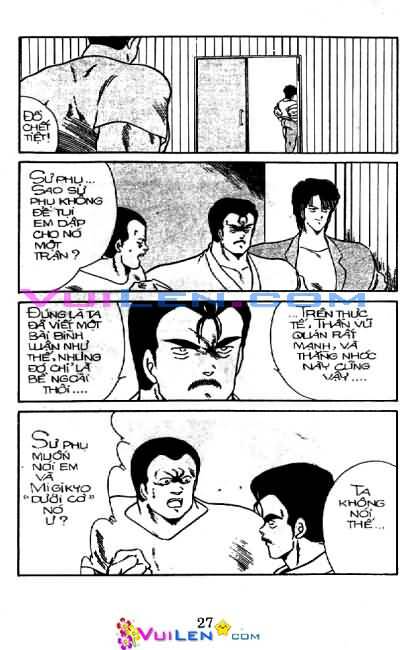 ĐỒ
CHẾT
TIỆT!
SƯ PHỤ...
SAO SƯ
PHỤ KHÔNG
ĐỂ TỤI
EM DẬP
CHO NÓ
MỘT
TRẬN?
VUILEN.COM
ĐÚNG LÀ TA
ĐÃ VIẾT MỘT
BÀI BÌNH
LUẬN NHƯ
THẾ, NHƯNG
ĐÓ CHỈ LÀ
BỀ NGOÀI
THÔI....
...TRÊN THỰC
TẾ, THẦN VŨ
QUÁN RẤT
MẠNH, VÀ
THẰNG NHÓC
NÀY CŨNG
VẬY....
SƯ PHỤ
MUỐN
NÓI EM
VÀ
MIGIKYO
"DƯỚI CƠ"
NÓ
Ư?
TA
KHÔNG
NÓI
THẾ...
27
VUILEN.COM